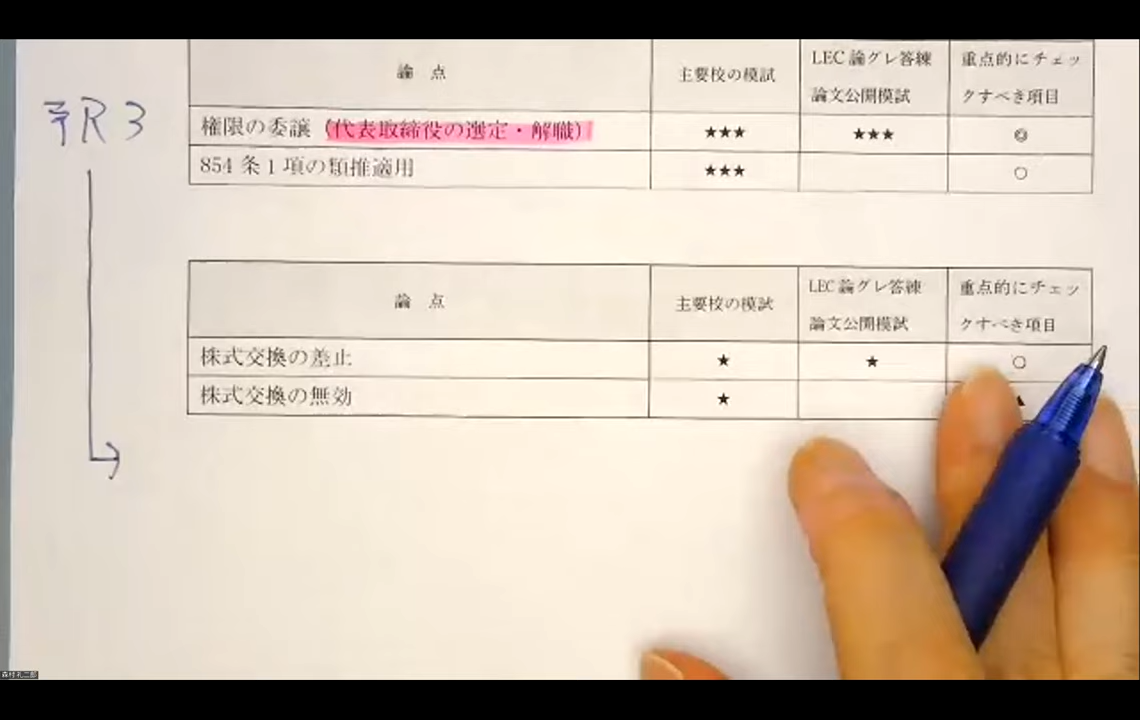 論 点 主要校の模試 LEC 論グレ答練 論文公開模試 重点的にチェックすべき項目
予R3
権限の委譲（代表取締役の選定・解職） ★★★ ★★★ ◎
854 条 1 項の類推適用 ★★★ ○
論 点 主要校の模試 LEC 論グレ答練 論文公開模試 重点的にチェックすべき項目
株式交換の差止 ★ ★ ○
株式交換の無効 ★